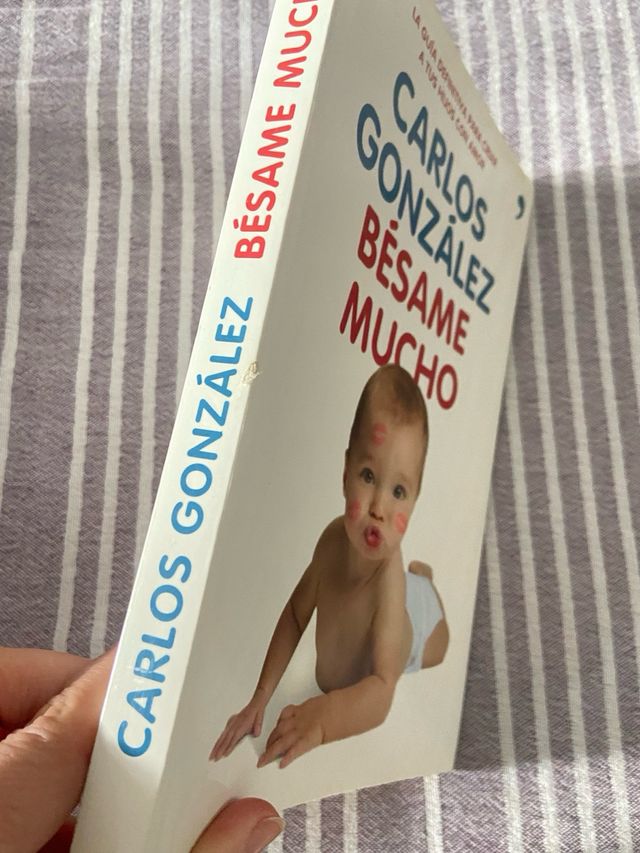 CARLOS GONZÁLEZ BÉSAME MUCH
LA GUÍA DEFINITIVA PARA CRIAR
A TUS HIJOS CON AMOR
CARLOS
GONZÁLEZ
BÉSAME
MUCHO